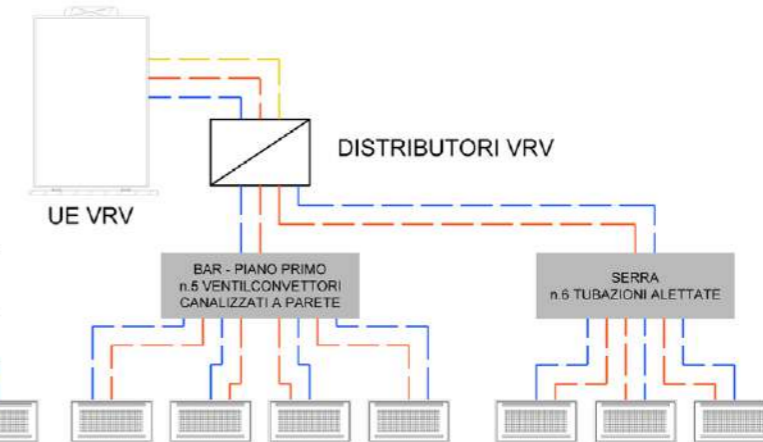 DISTRIBUTORI VRV
UE VRV
BAR - PIANO PRIMO
n.5 VENTILCONVETTORI
CANALIZZATI A PARETE
SERRA
n.6 TUBAZIONI ALETTATE